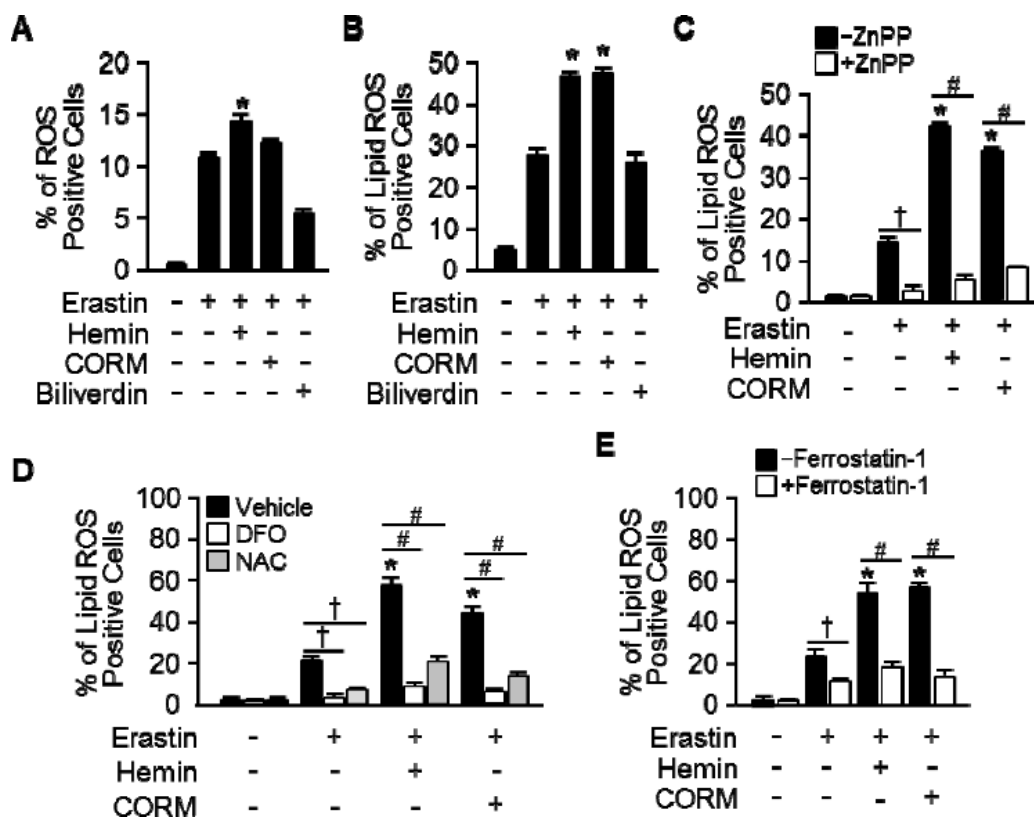 A
% of ROS
Positive Cells
15
10
5
0
*
Erastin - + + + +
Hemin - - + - -
CORM - - - + -
Biliverdin - - - - +
B
% of Lipid ROS
Positive Cells
50
40
30
20
10
0
* *
Erastin - + + + +
Hemin - - + - -
CORM - - - + -
Biliverdin - - - - +
C
–ZnPP
+ZnPP
% of Lipid ROS
Positive Cells
50
40
30
20
10
0
† * # * #
Erastin - + + +
Hemin - - + -
CORM - - - +
D
Vehicle
DFO
NAC
% of Lipid ROS
Positive Cells
100
80
60
40
20
0
† † * # # * # #
Erastin - + + +
Hemin - - + -
CORM - - - +
E
–Ferrostatin-1
+Ferrostatin-1
% of Lipid ROS
Positive Cells
100
80
60
40
20
0
† * # * #
Erastin - + + +
Hemin - - + -
CORM - - - +